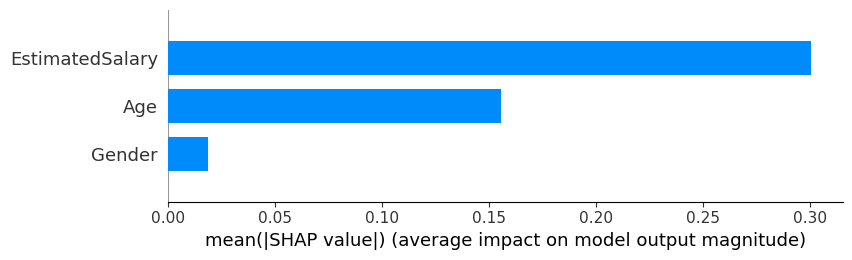 EstimatedSalary
Age
Gender
0.00 0.05 0.10 0.15 0.20 0.25 0.30
mean(|SHAP value|) (average impact on model output magnitude)